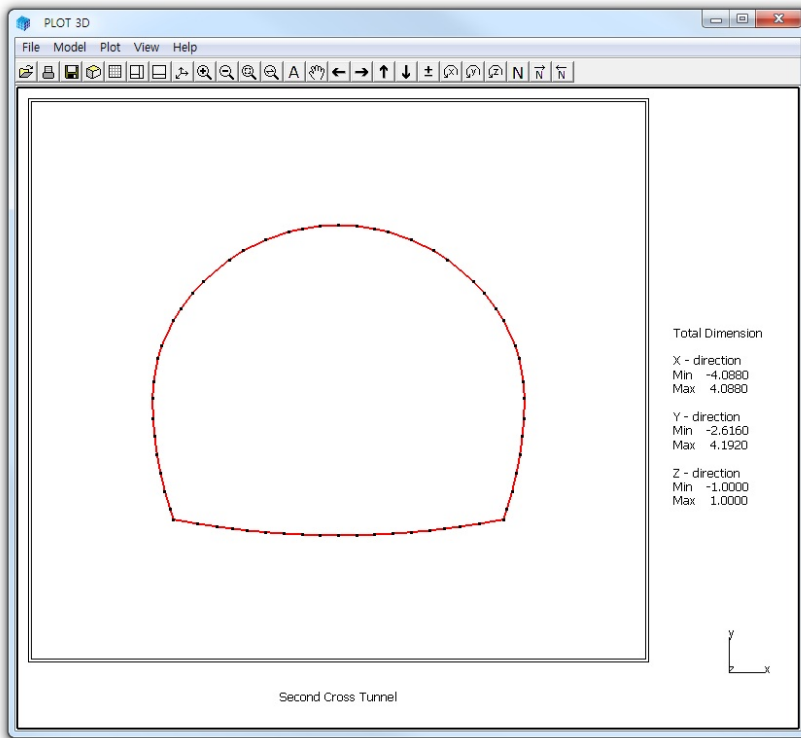 PLOT 3D
File Model Plot View Help
A ± x y z N N N
Total Dimension
X - direction
Min -4.0880
Max 4.0880
Y - direction
Min -2.6160
Max 4.1920
Z - direction
Min -1.0000
Max 1.0000
y
z x
Second Cross Tunnel